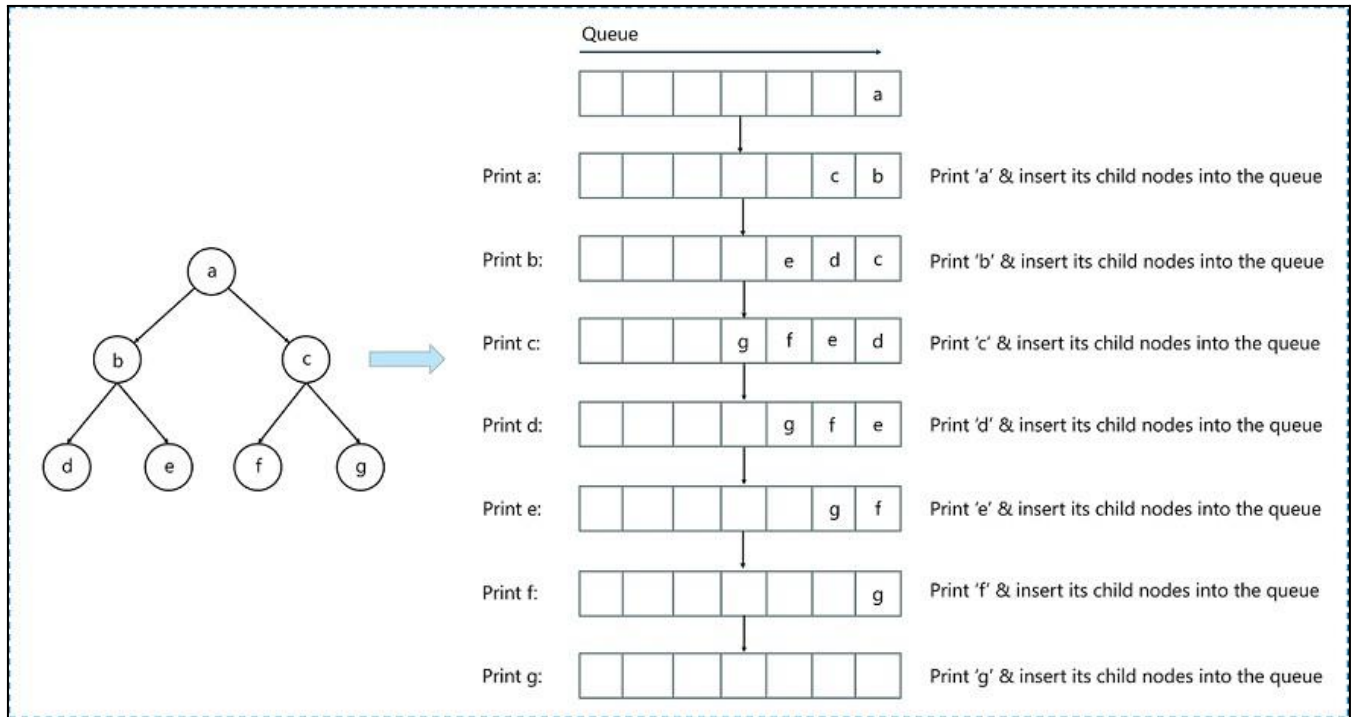 Queue
a
Print a: c b Print ‘a’ & insert its child nodes into the queue
Print b: e d c Print ‘b’ & insert its child nodes into the queue
a
Print c: g f e d Print ‘c’ & insert its child nodes into the queue
b c
Print d: g f e Print ‘d’ & insert its child nodes into the queue
d e f g
Print e: g f Print ‘e’ & insert its child nodes into the queue
Print f: g Print ‘f’ & insert its child nodes into the queue
Print g: Print ‘g’ & insert its child nodes into the queue